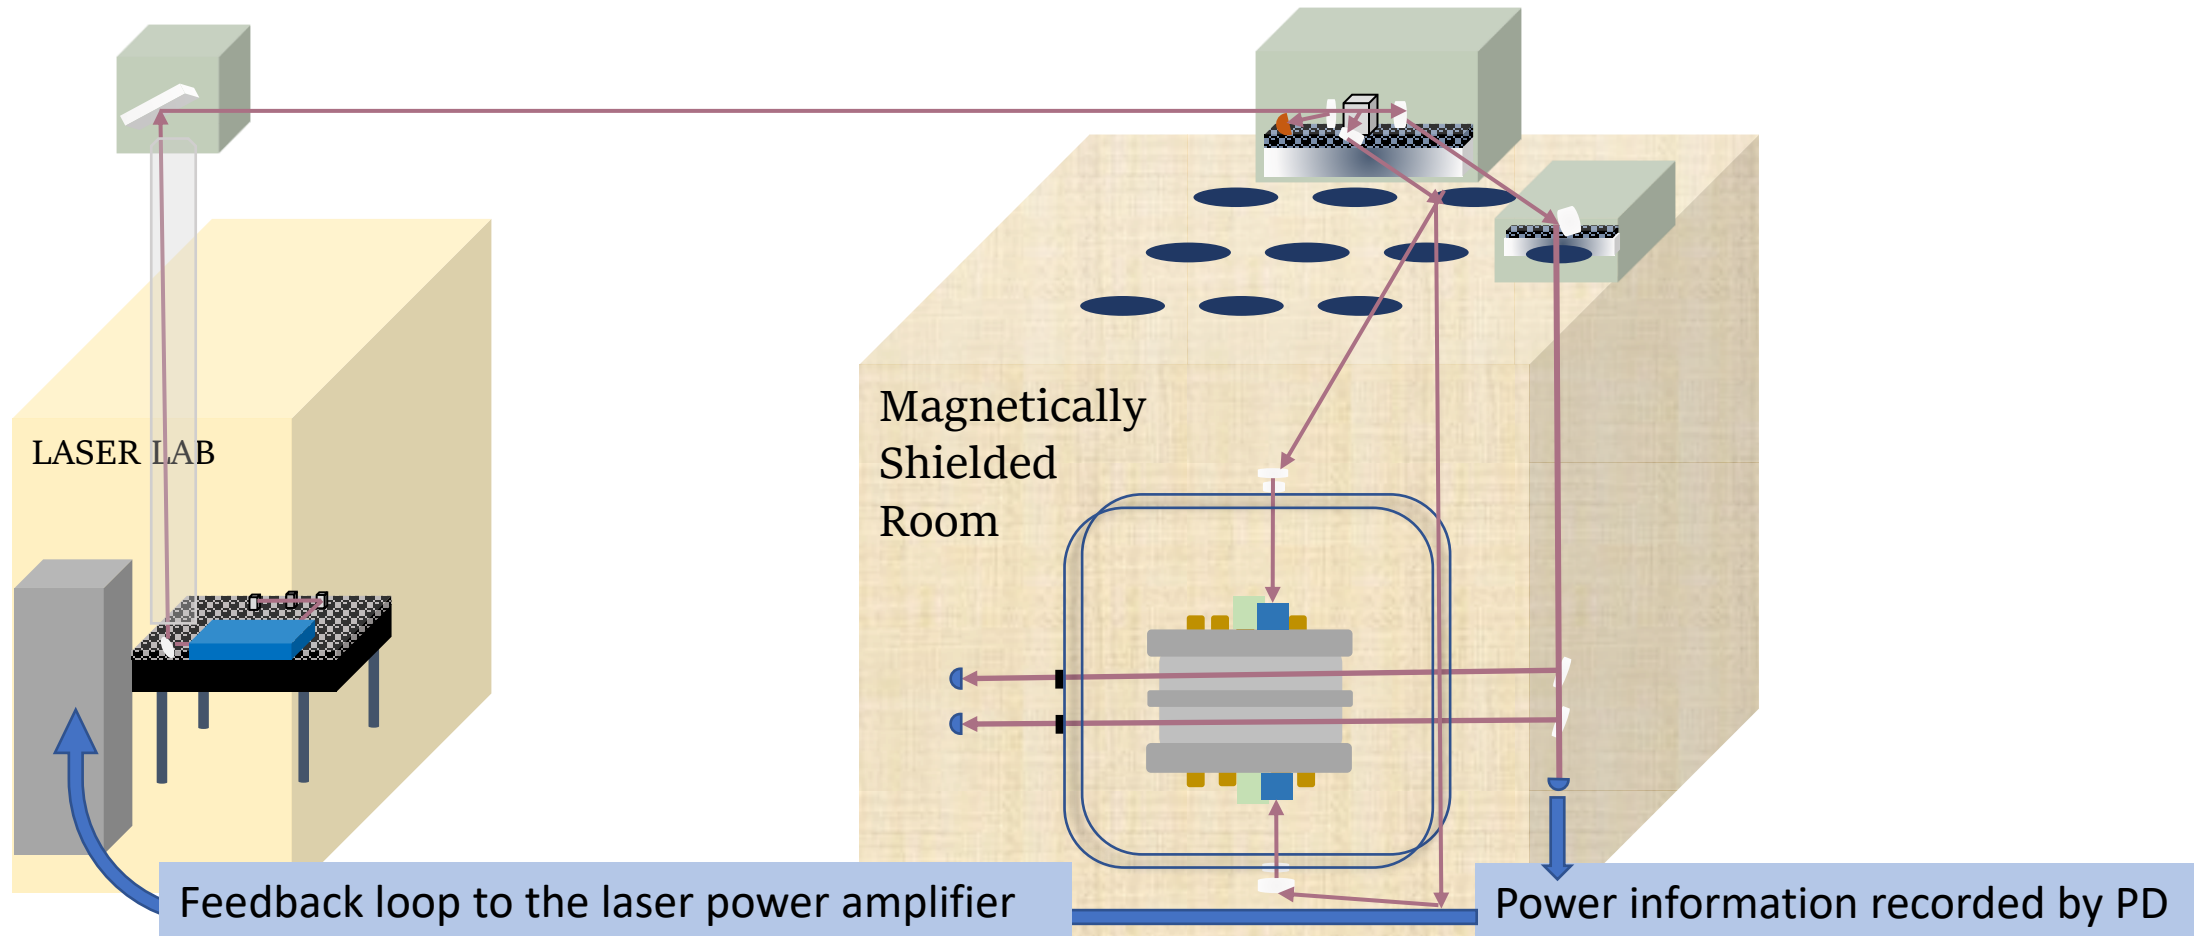 LASER LAB
Magnetically
Shielded
Room
Feedback loop to the laser power amplifier
Power information recorded by PD